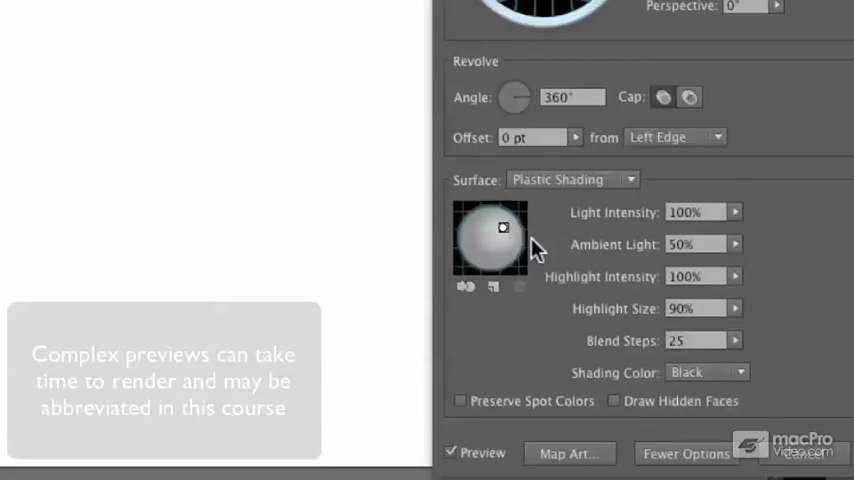 Perspective: 0°
Revolve
Angle: 360° Cap:
Offset: 0 pt from Left Edge
Surface: Plastic Shading
Light Intensity: 100%
Ambient Light: 50%
Highlight Intensity: 100%
Highlight Size: 90%
Blend Steps: 25
Shading Color: Black
Preserve Spot Colors Draw Hidden Faces
Preview Map Art... Fewer Options Cancel
macPro
Video.com
Complex previews can take
time to render and may be
abbreviated in this course